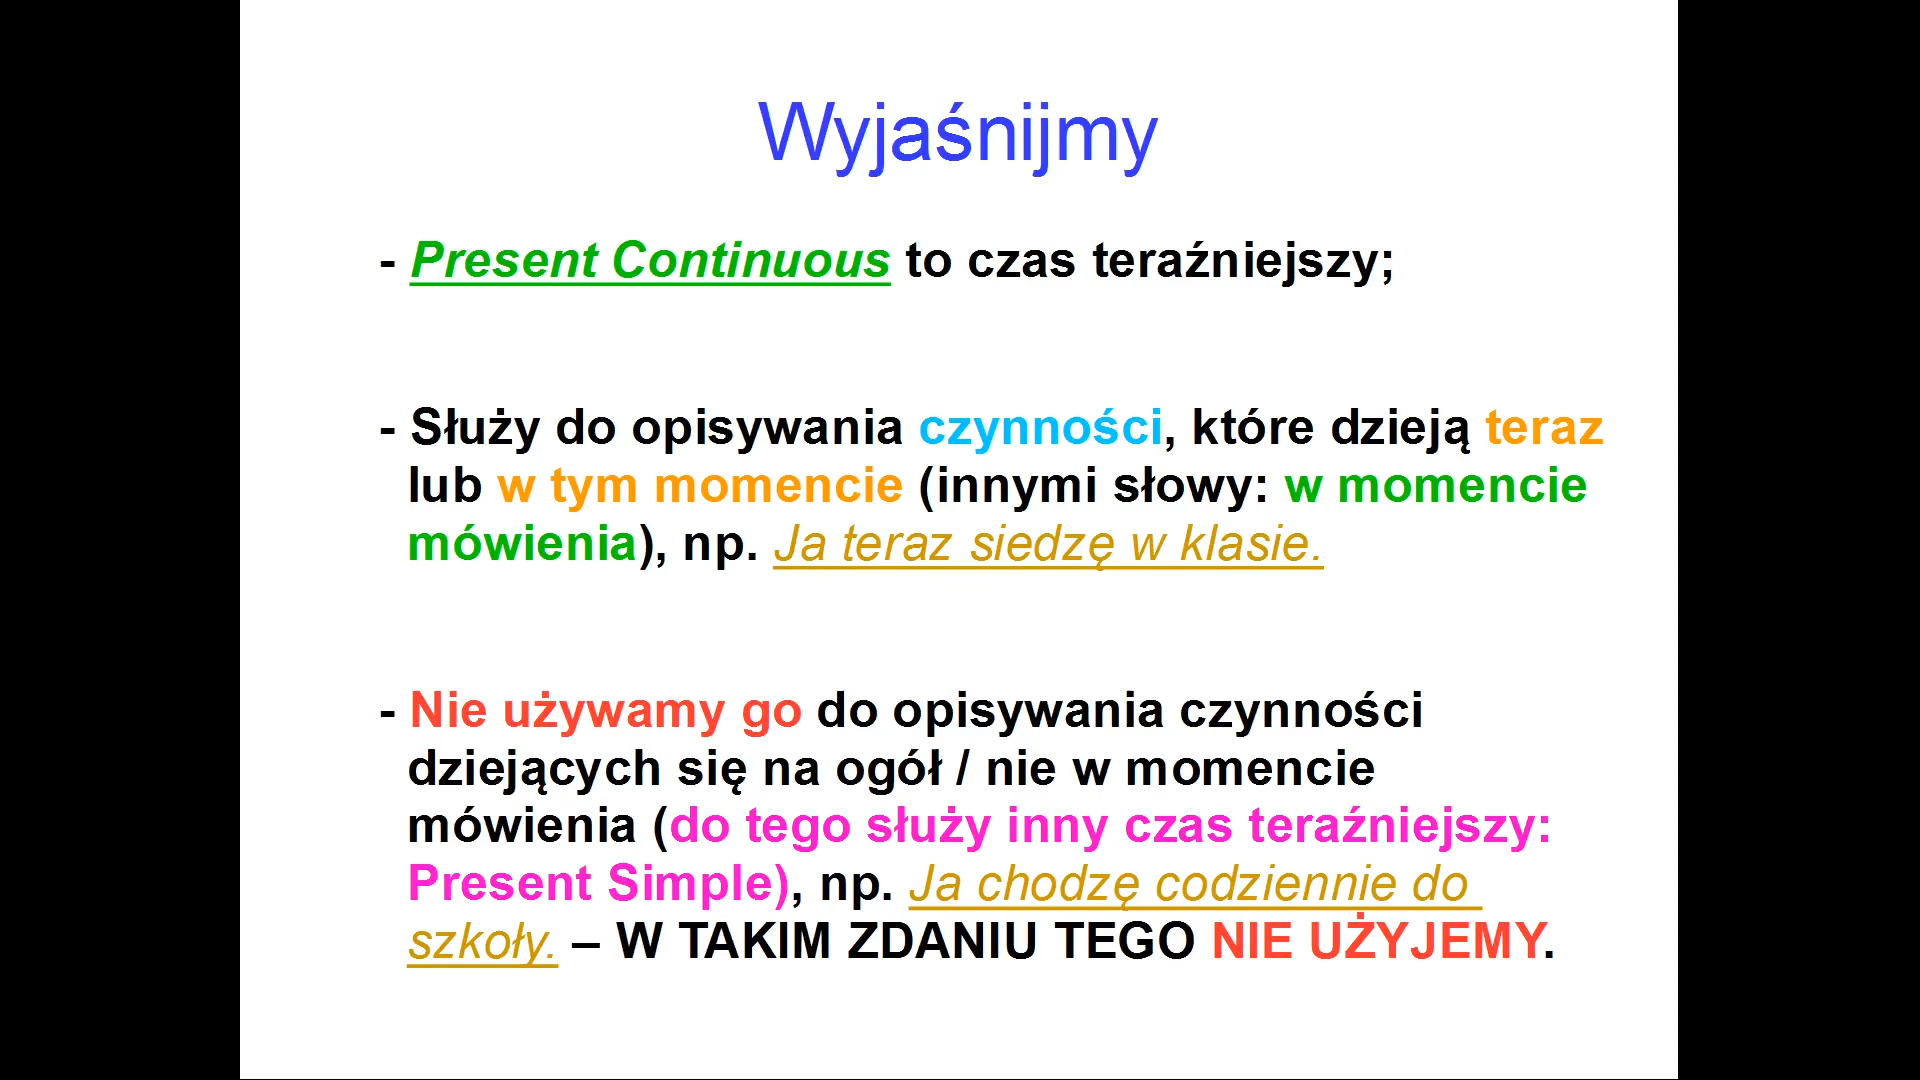 Wyjaśnijmy
- Present Continuous to czas teraźniejszy;
- Służy do opisywania czynności, które dzieją teraz
lub w tym momencie (innymi słowy: w momencie
mówienia), np. Ja teraz siedzę w klasie.
- Nie używamy go do opisywania czynności
dziejących się na ogół / nie w momencie
mówienia (do tego służy inny czas teraźniejszy:
Present Simple), np. Ja chodzę codziennie do
szkoły. – W TAKIM ZDANIU TEGO NIE UŻYJEMY.